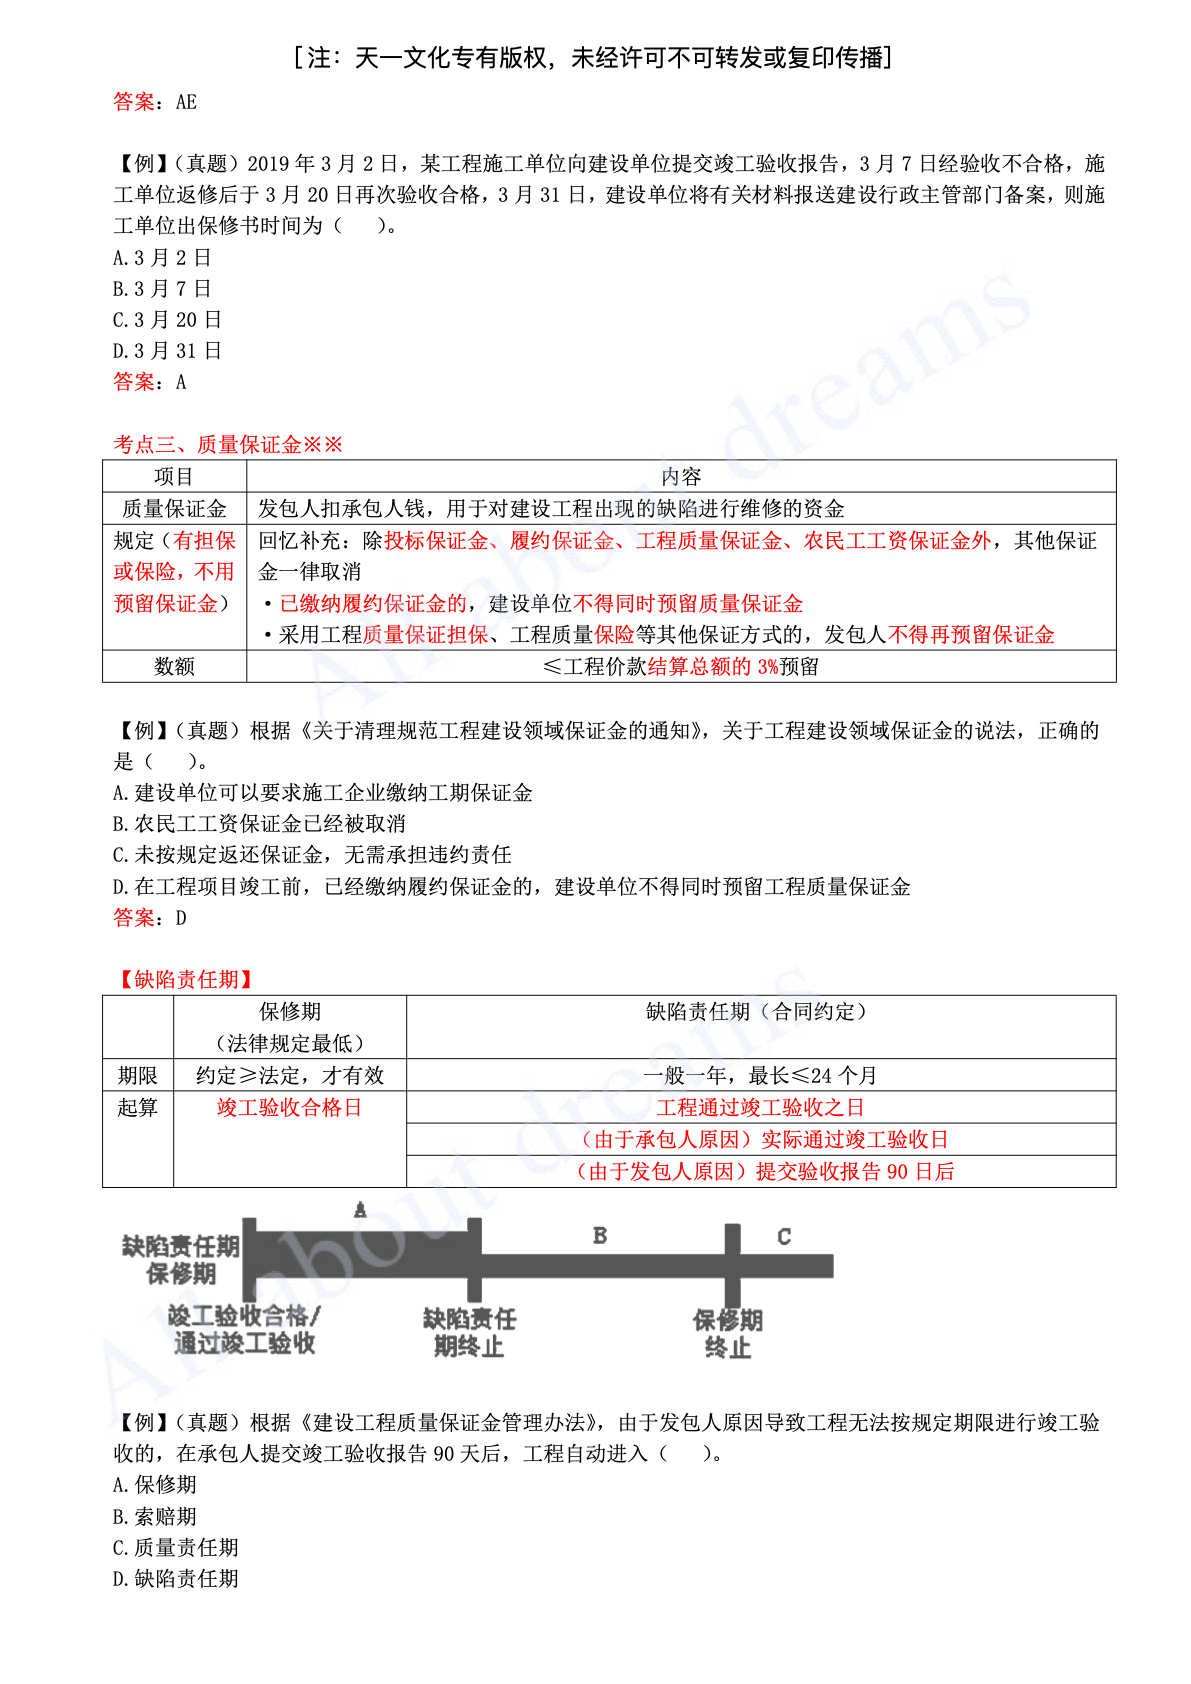 [注：天一文化专有版权，未经许可不可转发或复印传播]
答案：AE
【例】（真题）2019 年 3 月 2 日，某工程施工单位向建设单位提交竣工验收报告，3 月 7 日经验收不合格，施
工单位返修后于 3 月 20 日再次验收合格，3 月 31 日，建设单位将有关材料报送建设行政主管部门备案，则施
工单位出保修书时间为（　　）。
A.3 月 2 日
B.3 月 7 日
C.3 月 20 日
D.3 月 31 日
答案：A
考点三、质量保证金※※
项目 内容
质量保证金 发包人扣承包人钱，用于对建设工程出现的缺陷进行维修的资金
规定（有担保 回忆补充：除投标保证金、履约保证金、工程质量保证金、农民工工资保证金外，其他保证
或保险，不用 金一律取消
预留保证金） ·已缴纳履约保证金的，建设单位不得同时预留质量保证金
·采用工程质量保证担保、工程质量保险等其他保证方式的，发包人不得再预留保证金
数额 ≤工程价款结算总额的 3%预留
【例】（真题）根据《关于清理规范工程建设领域保证金的通知》，关于工程建设领域保证金的说法，正确的
是（　　）。
A.建设单位可以要求施工企业缴纳工期保证金
B.农民工工资保证金已经被取消
C.未按规定返还保证金，无需承担违约责任
D.在工程项目竣工前，已经缴纳履约保证金的，建设单位不得同时预留工程质量保证金
答案：D
【缺陷责任期】
保修期 缺陷责任期（合同约定）
（法律规定最低）
期限 约定≥法定，才有效 一般一年，最长≤24 个月
起算 竣工验收合格日 工程通过竣工验收之日
（由于承包人原因）实际通过竣工验收日
（由于发包人原因）提交验收报告 90 日后
A
B C
缺陷责任期
保修期
竣工验收合格/ 缺陷责任 保修期
通过竣工验收 期终止 终止
【例】（真题）根据《建设工程质量保证金管理办法》，由于发包人原因导致工程无法按规定期限进行竣工验
收的，在承包人提交竣工验收报告 90 天后，工程自动进入（　　）。
A.保修期
B.索赔期
C.质量责任期
D.缺陷责任期
All about dreams
All about dreams